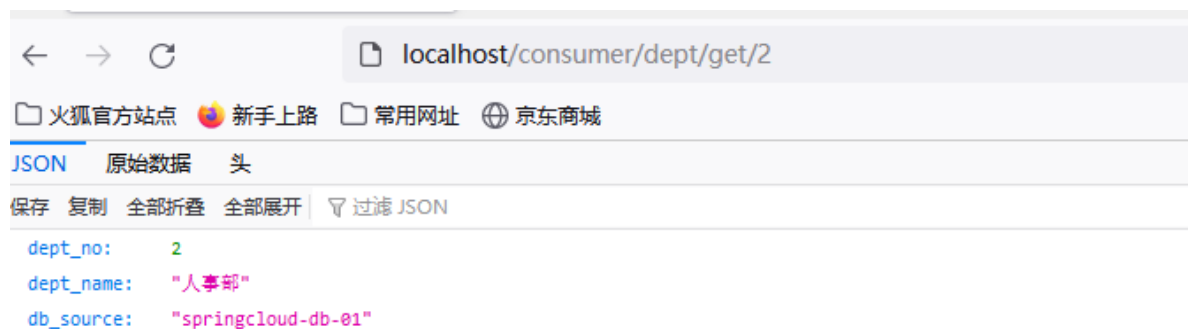 localhost/consumer/dept/get/2
火狐官方站点 新手上路 常用网址 京东商城
JSON 原始数据 头
保存 复制 全部折叠 全部展开 过滤 JSON
dept_no: 2
dept_name: "人事部"
db_source: "springcloud-db-01"